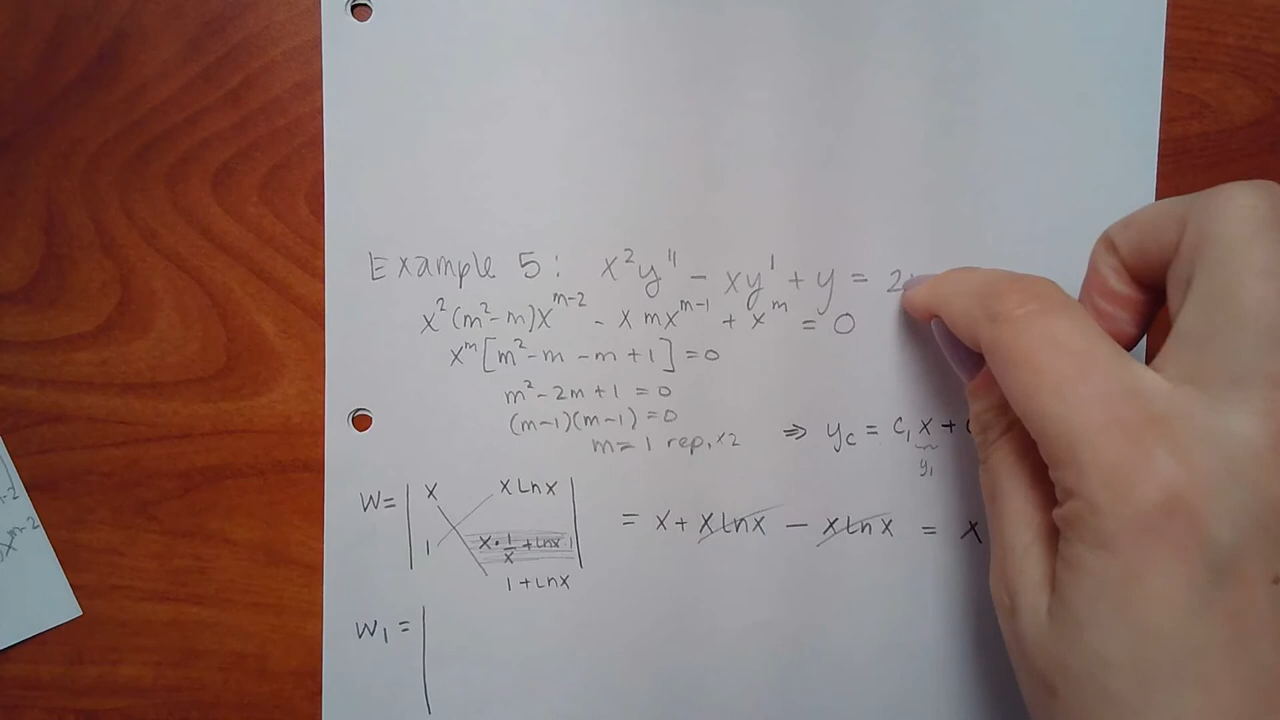 Example 5: x²y'' - xy' + y = 2
x²(m²-m)x^(m-2) - x mx^(m-1) + x^m = 0
x^m[m²-m-m+1]=0
m²-2m+1=0
(m-1)(m-1)=0
m=1 rep. x2 ⇒ y_c = c₁x +
y₁
W= | x x Ln x |
= x + x ln x - x ln x = x
1 x · 1/x + ln x
1 + Ln x
W₁ = |
x^(m-2)